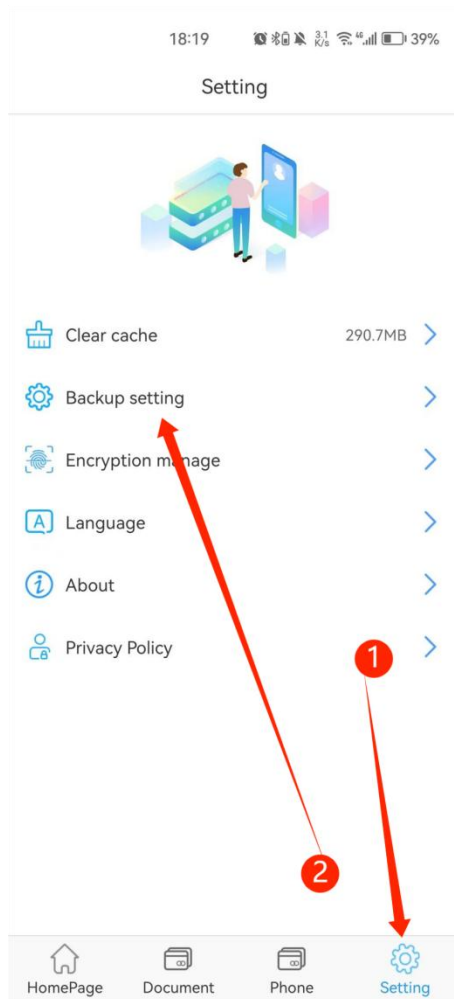 18:19 3.1 K/s 46 39%
Setting
Clear cache 290.7MB
Backup setting
Encryption manage
A Language
i About
Privacy Policy
1
2
HomePage Document Phone Setting